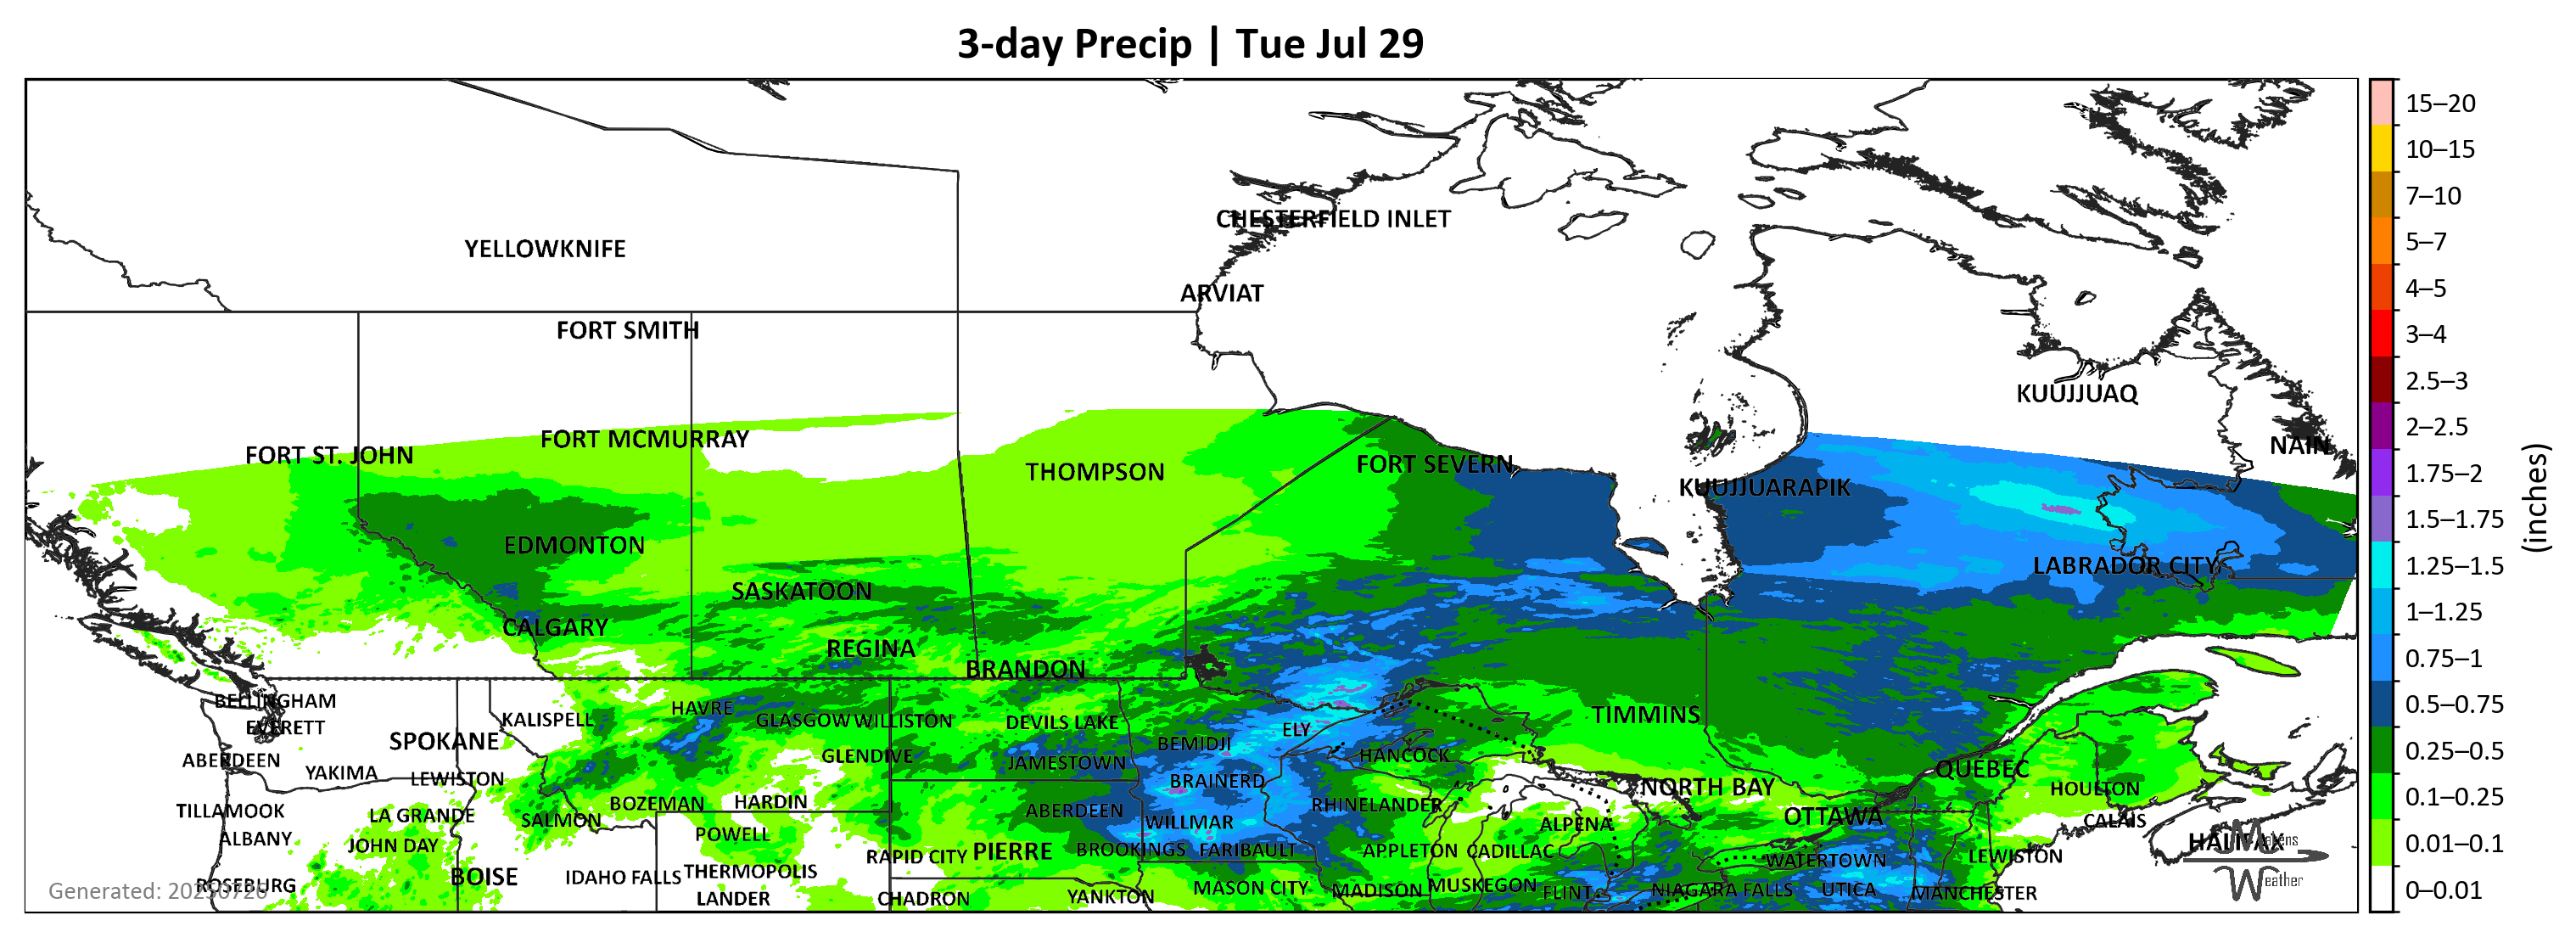 3-day Precip | Tue Jul 29
CHESTERFIELD INLET
YELLOWKNIFE
ARVIAT
FORT SMITH
KUUJJUAQ
FORT MCMURRAY
NAIN
FORT ST. JOHN
THOMPSON
FORT SEVERN
KUUJJUARAPIK
EDMONTON
LABRADOR CITY
SASKATOON
CALGARY
REGINA
BRANDON
BELLINGHAM
HAVRE
KALISPELL
GLASGOW
WILLISTON
DEVILS LAKE
TIMMINS
EVERETT
ELY
SPOKANE
BEMIDJI
ABERDEEN
GLENDIVE
JAMESTOWN
HANCOCK
QUEBEC
YAKIMA
LEWISTON
BRAINERD
NORTH BAY
HOULTON
TILLAMOOK
LA GRANDE
SALMON
BOZEMAN
HARDIN
ABERDEEN
WILLMAR
RHINELANDER
ALPENA
OTTAWA
CALAIS
ALBANY
JOHN DAY
POWELL
HALIFAX
RAPID CITY
PIERRE
BROOKINGS
FARIBAULT
APPLETON
CADILLAC
WATERTOWN
LEWISTON
ROSEBURG
BOISE
IDAHO FALLS
THERMOPOLIS
LANDER
CHADRON
YANKTON
MASON CITY
MADISON
MUSKEGON
FLINT
NIAGARA FALLS
UTICA
MANCHESTER
Generated: 20250726
Weather
15–20
10–15
7–10
5–7
4–5
3–4
2.5–3
2–2.5
1.75–2
1.5–1.75
1.25–1.5
1–1.25
0.75–1
0.5–0.75
0.25–0.5
0.1–0.25
0.01–0.1
0–0.01
(inches)